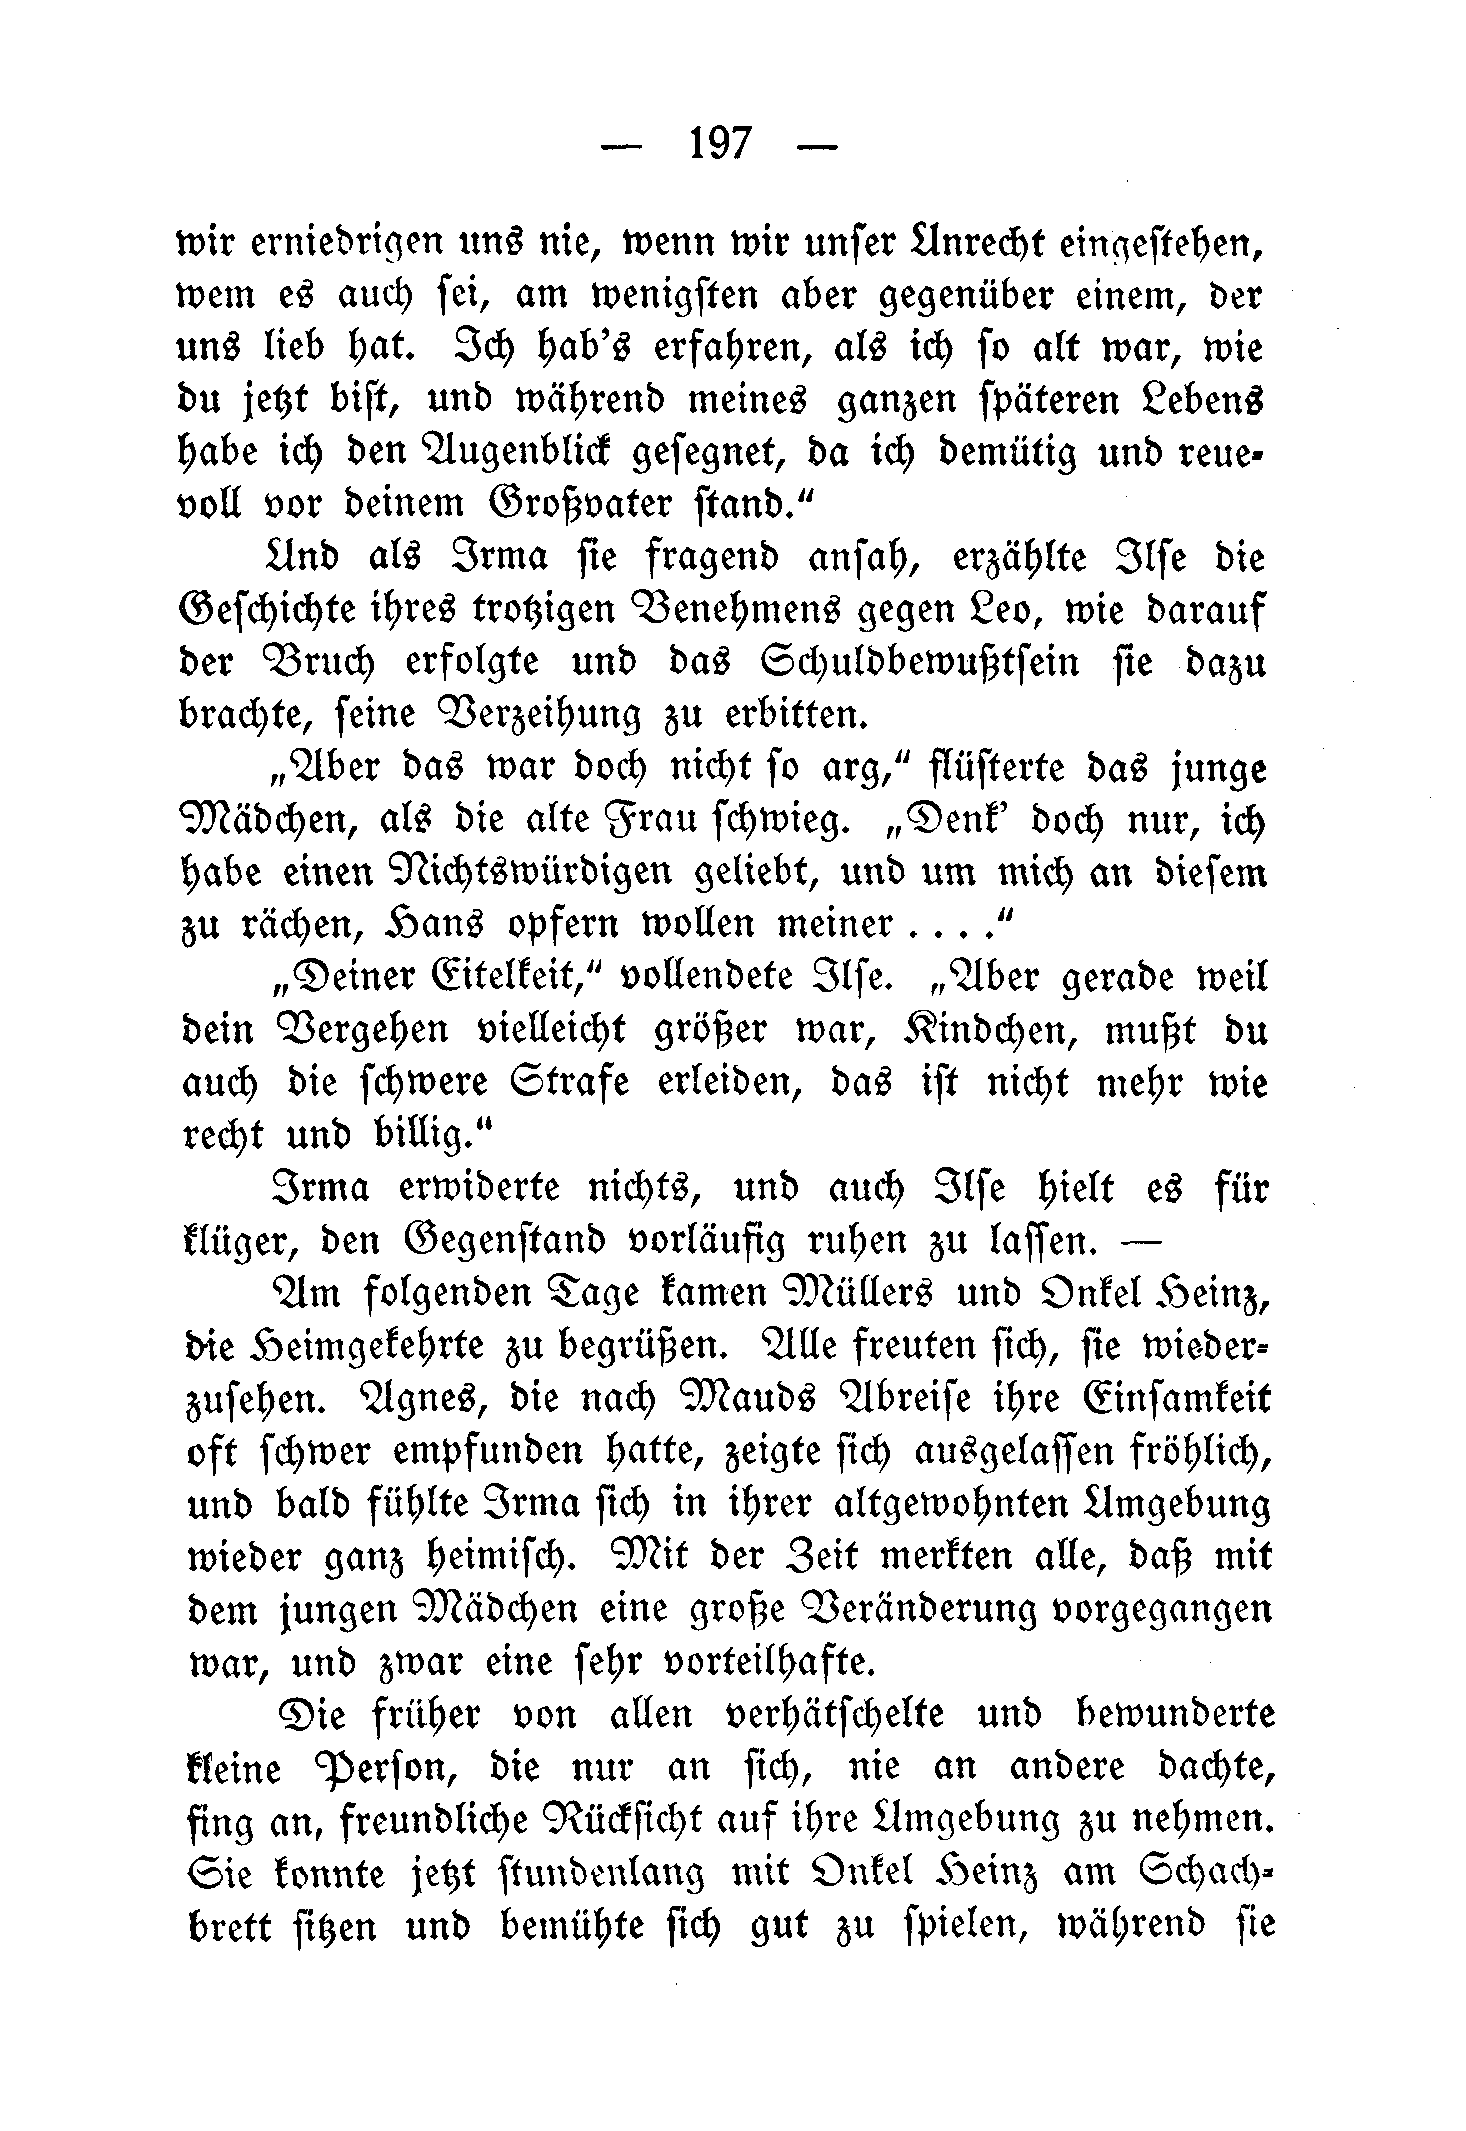 — 197 —
wir erniedrigen uns nie, wenn wir unſer Unrecht eingeſtehen,
wem es auch ſei, am wenigſten aber gegenüber einem, der
uns lieb hat. Ich hab’s erfahren, als ich ſo alt war, wie
du jetzt biſt, und während meines ganzen ſpäteren Lebens
habe ich den Augenblick geſegnet, da ich demütig und reue-
voll vor deinem Großvater ſtand.“
Und als Irma ſie fragend anſah, erzählte Ilſe die
Geſchichte ihres trotzigen Benehmens gegen Leo, wie darauf
der Bruch erfolgte und das Schuldbewußtſein ſie dazu
brachte, ſeine Verzeihung zu erbitten.
„Aber das war doch nicht ſo arg,“ flüſterte das junge
Mädchen, als die alte Frau ſchwieg. „Denk’ doch nur, ich
habe einen Nichtswürdigen geliebt, und um mich an dieſem
zu rächen, Hans opfern wollen meiner . . . .“
„Deiner Eitelkeit,“ vollendete Ilſe. „Aber gerade weil
dein Vergehen vielleicht größer war, Kindchen, mußt du
auch die ſchwere Strafe erleiden, das iſt nicht mehr wie
recht und billig.“
Irma erwiderte nichts, und auch Ilſe hielt es für
klüger, den Gegenſtand vorläufig ruhen zu laſſen. —
Am folgenden Tage kamen Müllers und Onkel Heinz,
die Heimgekehrte zu begrüßen. Alle freuten ſich, ſie wieder-
zuſehen. Agnes, die nach Mauds Abreiſe ihre Einſamkeit
oft ſchwer empfunden hatte, zeigte ſich ausgelaſſen fröhlich,
und bald fühlte Irma ſich in ihrer altgewohnten Umgebung
wieder ganz heimiſch. Mit der Zeit merkten alle, daß mit
dem jungen Mädchen eine große Veränderung vorgegangen
war, und zwar eine ſehr vorteilhafte.
Die früher von allen verhätſchelte und bewunderte
kleine Perſon, die nur an ſich, nie an andere dachte,
fing an, freundliche Rückſicht auf ihre Umgebung zu nehmen.
Sie konnte jetzt ſtundenlang mit Onkel Heinz am Schach-
brett ſitzen und bemühte ſich gut zu ſpielen, während ſie